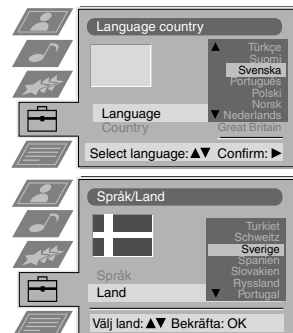 Language country
▲ Türkçe
Suomi
Svenska
Português
Polski
Norsk
Language ▼ Nederlands
Country Great Britain
Select language: ▲▼ Confirm: ►
Språk/Land
Turkiet
Schweitz
Sverige
Spanien
Språk Slovakien
Ryssland
Land ▼ Portugal
Välj land: ▲▼ Bekräfta: OK